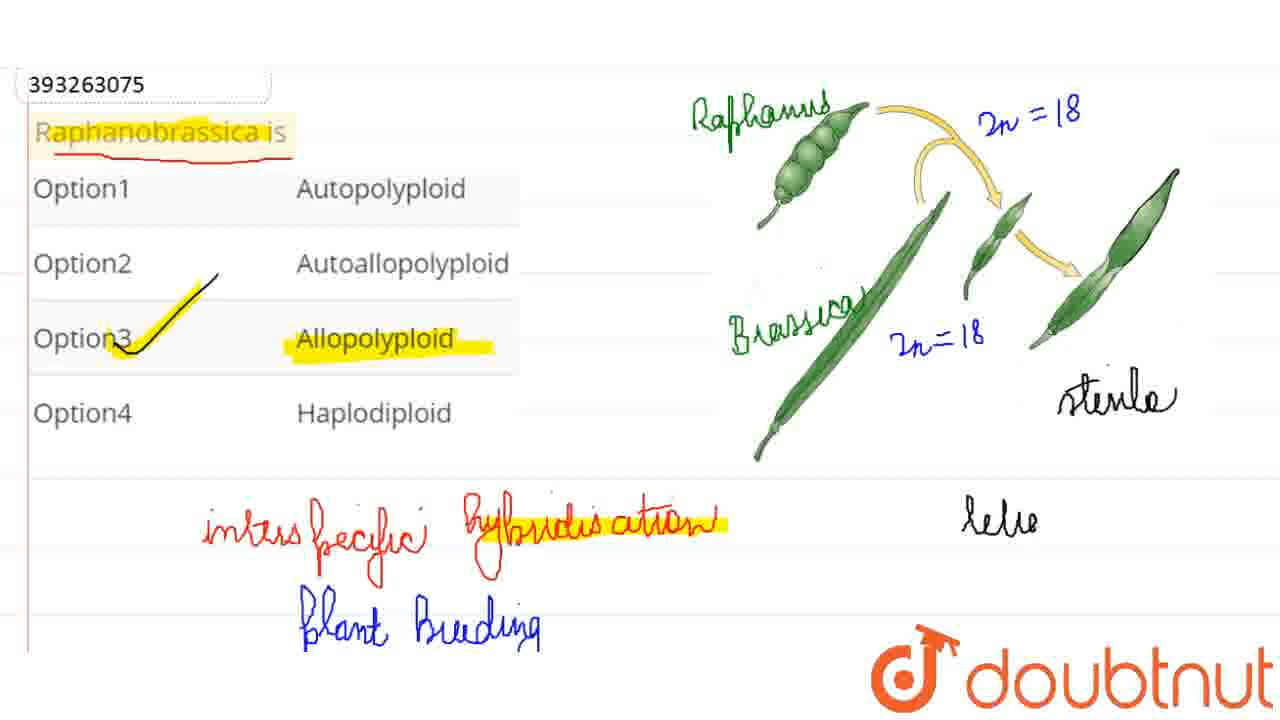 393263075
Raphanobrassica is
Option1 Autopolyploid
Option2 Autoallopolyploid
Option3 Allopolyploid
Option4 Haplodiploid
Raphanus
2n = 18
Brassica
2n = 18
sterile
interspecific hybridisation
plant Breeding
doubtnut